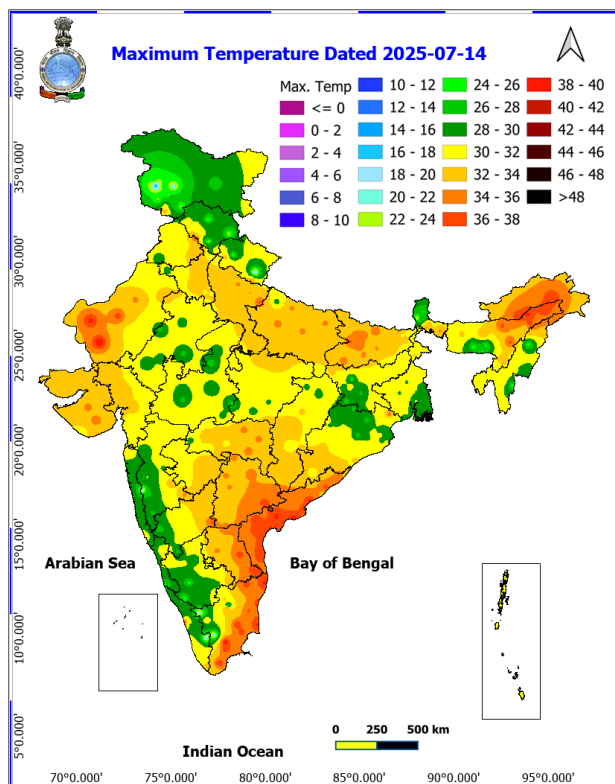 Maximum Temperature Dated 2025-07-14
Max. Temp
<= 0
0 - 2
2 - 4
4 - 6
6 - 8
8 - 10
10 - 12
12 - 14
14 - 16
16 - 18
18 - 20
20 - 22
22 - 24
24 - 26
26 - 28
28 - 30
30 - 32
32 - 34
34 - 36
36 - 38
38 - 40
40 - 42
42 - 44
44 - 46
46 - 48
>48
40°0.000'
35°0.000'
30°0.000'
25°0.000'
20°0.000'
15°0.000'
10°0.000'
5°0.000'
Arabian Sea
Bay of Bengal
0 250 500 km
Indian Ocean
70°0.000' 75°0.000' 80°0.000' 85°0.000' 90°0.000' 95°0.000'